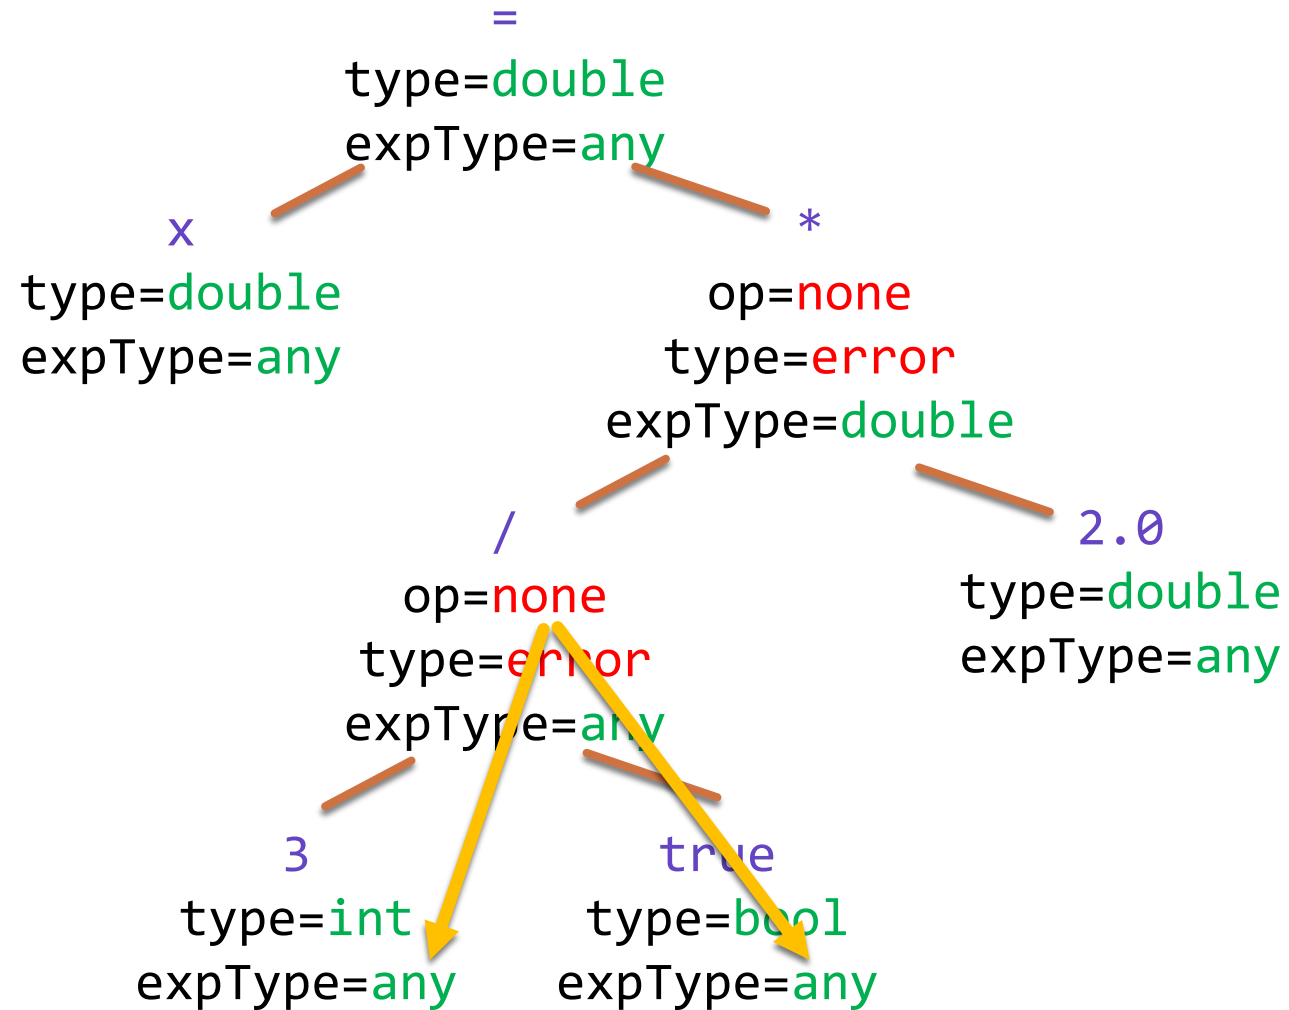 =
type=double
expType=any
x
type=double
expType=any
*
op=none
type=error
expType=double
/
op=none
type=error
expType=any
2.0
type=double
expType=any
3
type=int
expType=any
true
type=bool
expType=any